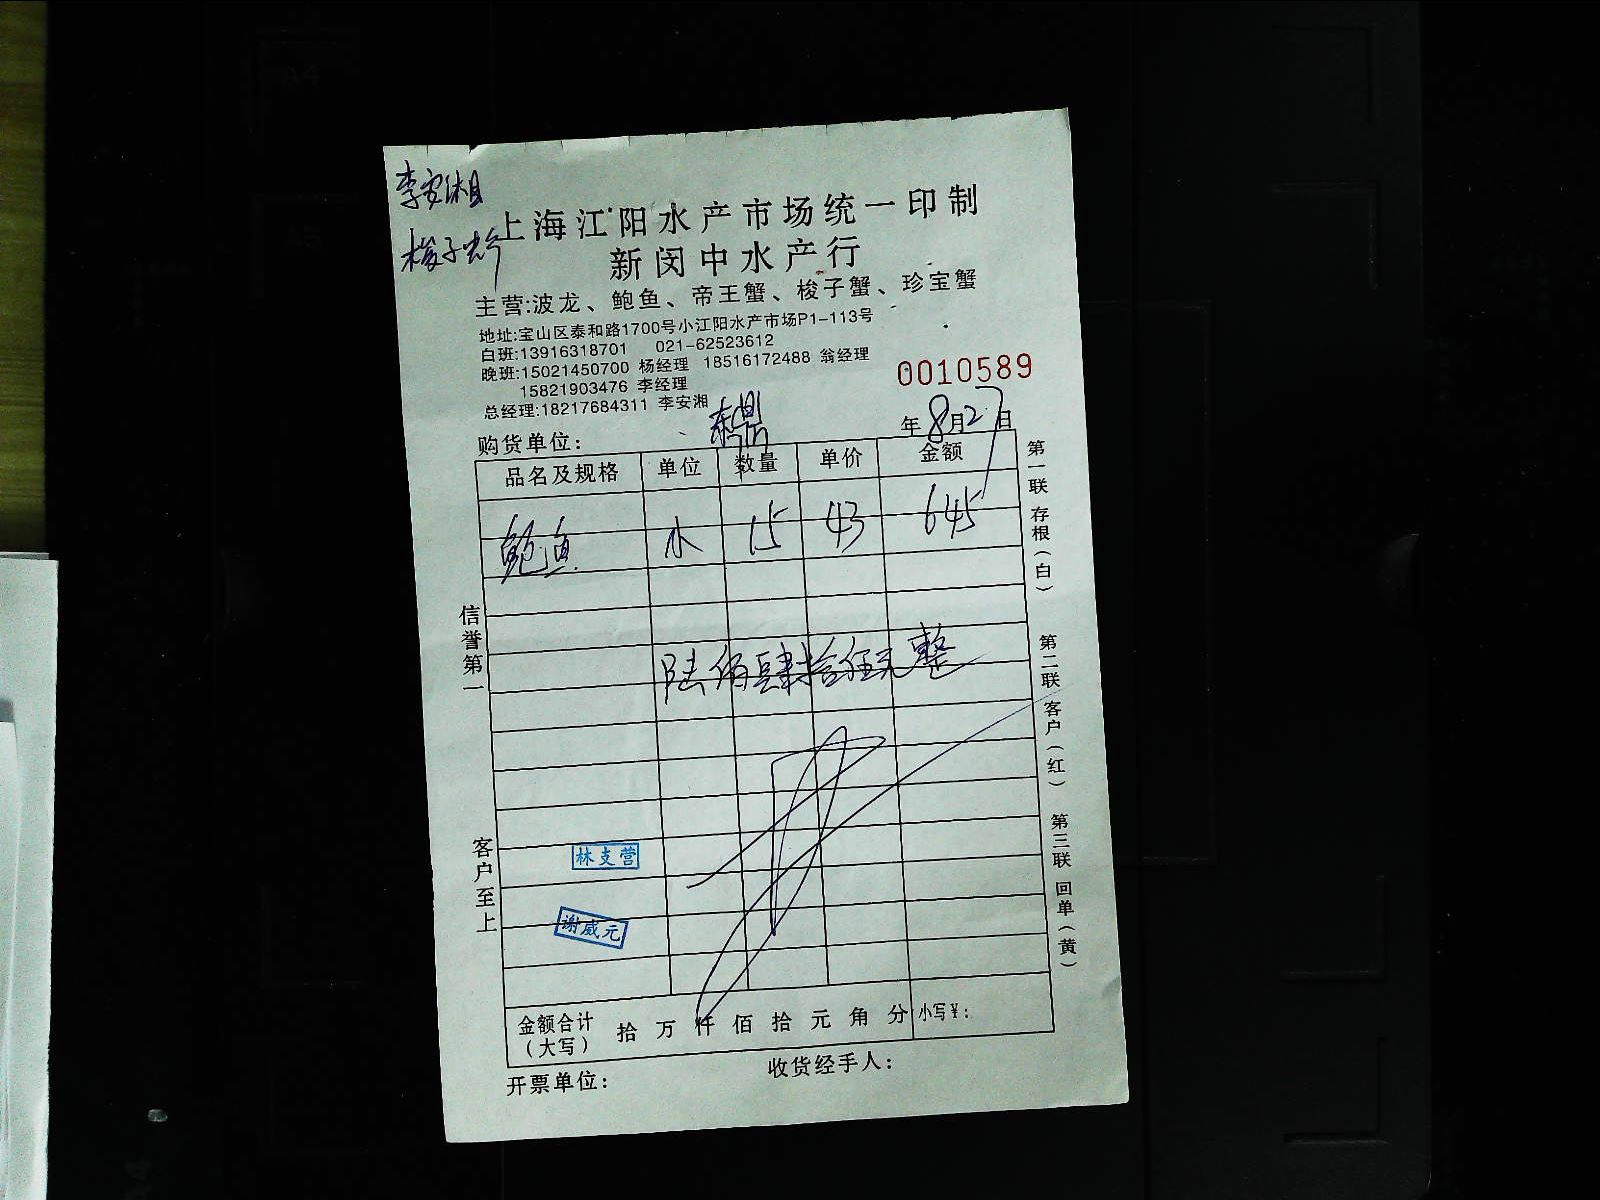 李安湘
梭子蟹
上海江阳水产市场统一印制
新闵中水产行
主营:波龙、鲍鱼、帝王蟹、梭子蟹、珍宝蟹
地址:宝山区泰和路1700号小江阳水产市场P1-113号
白班:13916318701 021-62523612
晚班:15021450700 杨经理 18516172488 翁经理
15821903476 李经理
0010589
总经理:18217684311 李安湘
购货单位: 年8月27日
品名及规格 单位 数量 单价 金额
鲍鱼 水 15 43 645
陆佰肆拾伍元整
林支营
谢威元
金额合计(大写) 拾 万 仟 佰 拾 元 角 分 小写¥:
开票单位: 收货经手人:
信誉第一
客户至上
第一联 存根(白)
第二联 客户(红)
第三联 回单(黄)